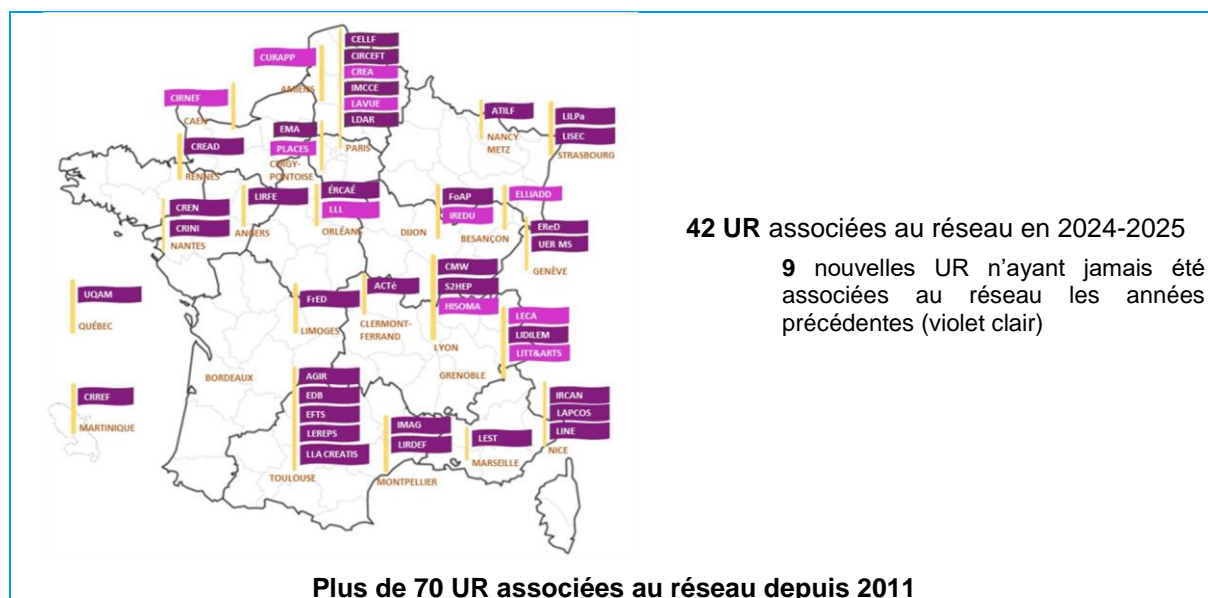 CELLF
CIRCEFT
CREA
IMCCE
LAVUE
LDAR
PARIS
CURAPP
AMIENS
CIRNEF
CAEN
EMA
PLACES
CERGY-
PONTOISE
CREAD
RENNES
ATILF
NANCY
METZ
LILPa
LISEC
STRASBOURG
CREN
CRINI
NANTES
LIRFE
ANGERS
ÉRCAÉ
LLL
ORLÉANS
FoAP
IREDU
DIJON
ELLIADD
BESANÇON
EReD
UER MS
GENÈVE
UQAM
QUÉBEC
FrED
LIMOGES
ACTé
CLERMONT-
FERRAND
CMW
S2HEP
HISOMA
LYON
LECA
LIDILEM
LITT&ARTS
GRENOBLE
BORDEAUX
CRREF
MARTINIQUE
AGIR
EDB
EFTS
LEREPS
LLA CREATIS
TOULOUSE
IMAG
LIRDEF
MONTPELLIER
LEST
MARSEILLE
IRCAN
LAPCOS
LINE
NICE
42 UR associées au réseau en 2024-2025
9 nouvelles UR n’ayant jamais été
associées au réseau les années
précédentes (violet clair)
Plus de 70 UR associées au réseau depuis 2011